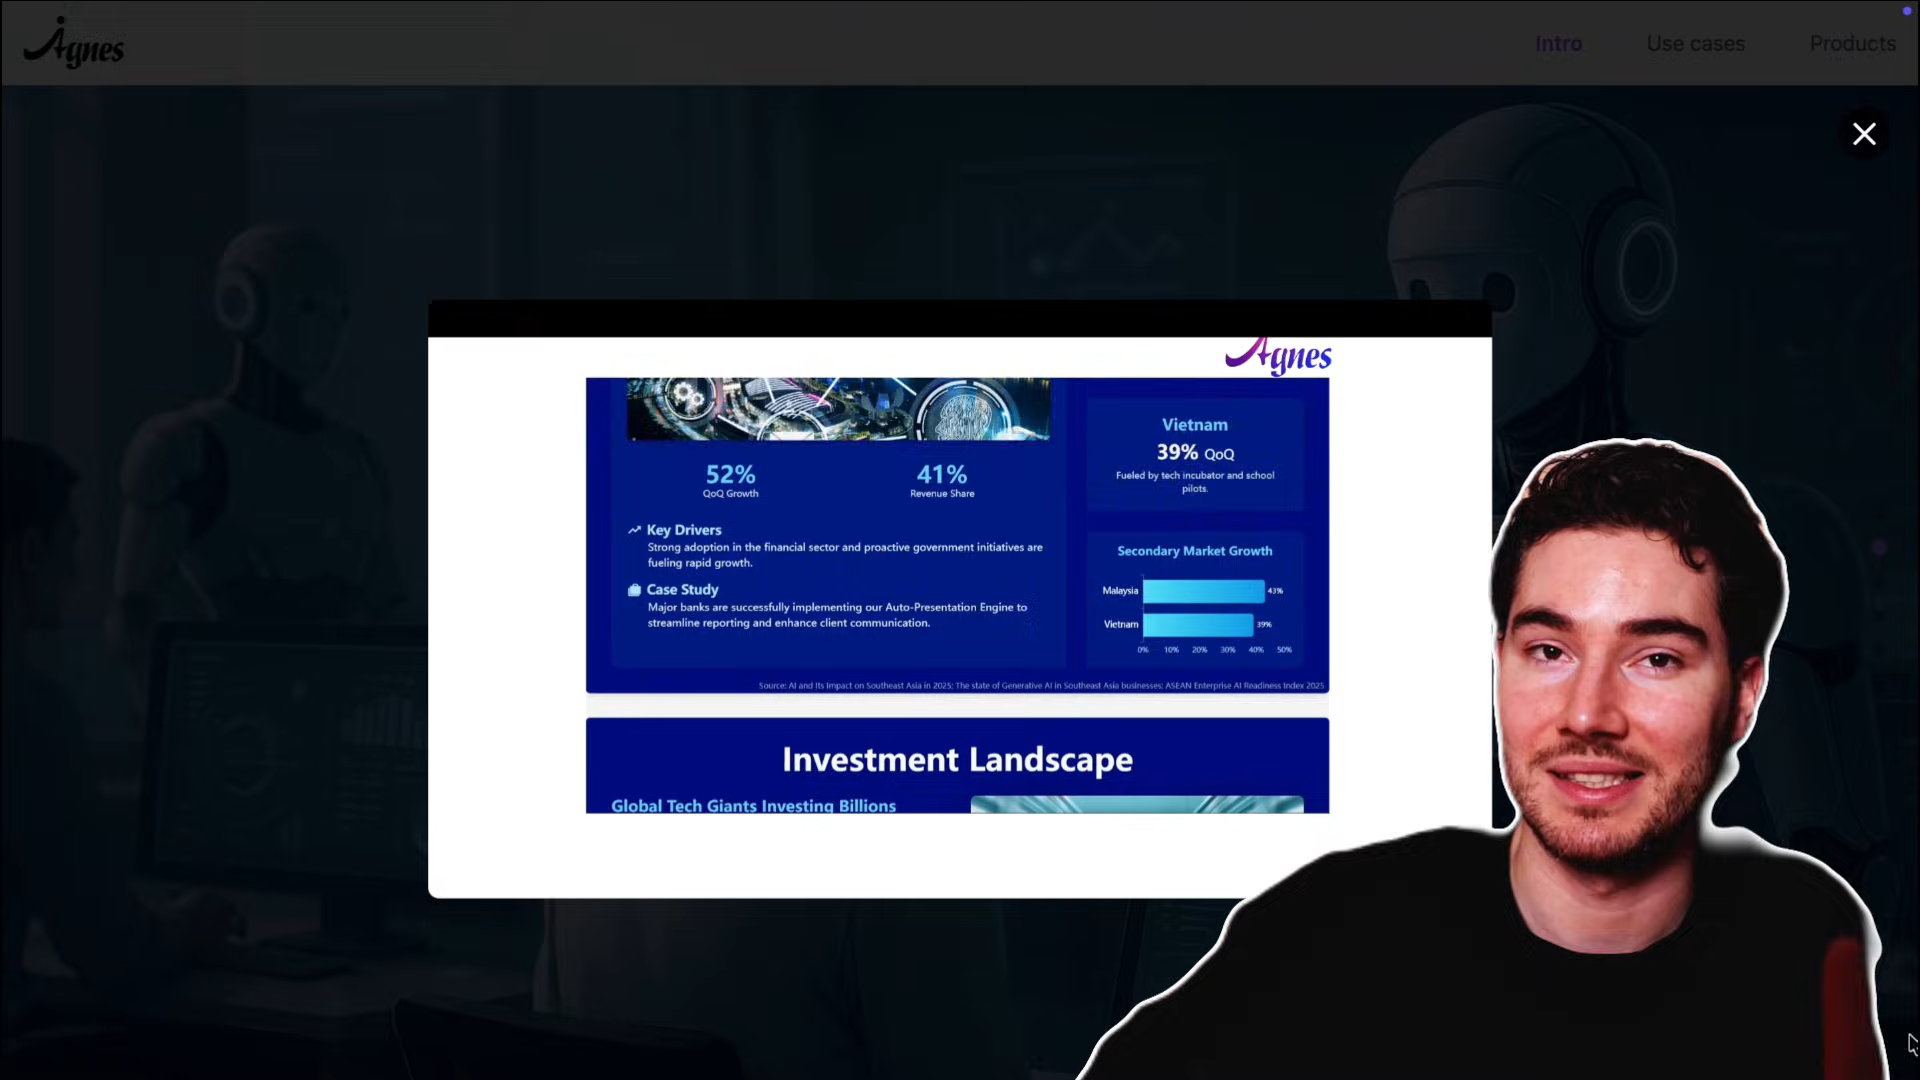 Agnes
Intro
Use cases
Products
Agnes
52%
QoQ Growth
41%
Revenue Share
Key Drivers
Strong adoption in the financial sector and proactive government initiatives are
fueling rapid growth.
Case Study
Major banks are successfully implementing our Auto-Presentation Engine to
streamline reporting and enhance client communication.
Vietnam
39% QoQ
Fueled by tech incubator and school
pilots.
Secondary Market Growth
Malaysia 43%
Vietnam 39%
0% 10% 20% 30% 40% 50%
Source: AI and Its Impact on Southeast Asia in 2025; The state of Generative AI in Southeast Asia businesses; ASEAN Enterprise AI Readiness Index 2025
Investment Landscape
Global Tech Giants Investing Billions